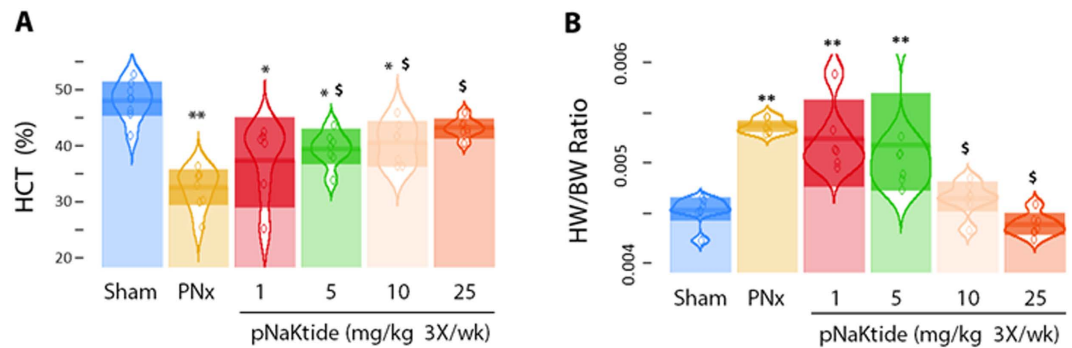 A
HCT (%)
50
40
30
20
**
*
* $
* $
$
Sham PNx 1 5 10 25
pNaKtide (mg/kg 3X/wk)
B
HW/BW Ratio
0.006
0.005
0.004
**
**
**
$
$
Sham PNx 1 5 10 25
pNaKtide (mg/kg 3X/wk)